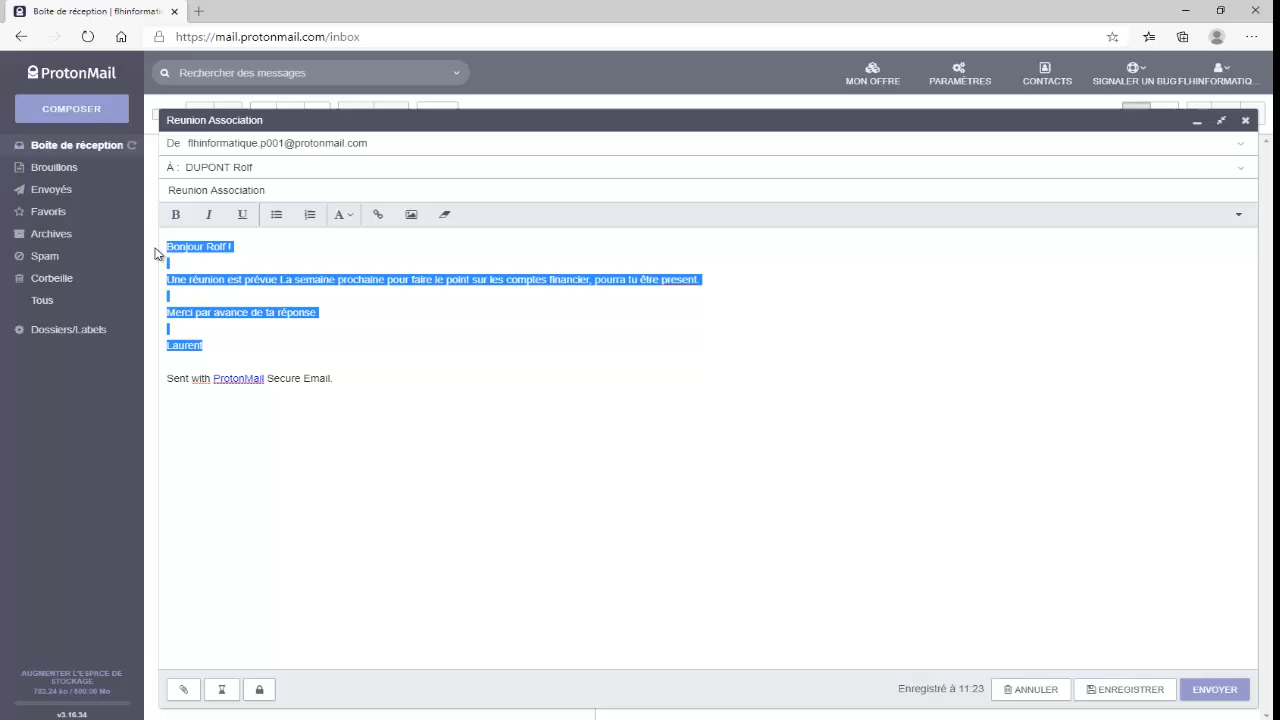 Boîte de réception | flhinformatic
https://mail.protonmail.com/inbox
ProtonMail
Rechercher des messages
MON OFFRE
PARAMÈTRES
CONTACTS
SIGNALER UN BUG
FLHINFORMATIQ...
COMPOSER
Boîte de réception
Brouillons
Envoyés
Favoris
Archives
Spam
Corbeille
Tous
Dossiers/Labels
AUGMENTER L'ESPACE DE
STOCKAGE
v3.16.34
Reunion Association
De flhinformatique.p001@protonmail.com
À : DUPONT Rolf
Reunion Association
B I U A
Bonjour Rolf !
Une réunion est prévue La semaine prochaine pour faire le point sur les comptes financier, pourra tu être present.
Merci par avance de ta réponse
Laurent
Sent with ProtonMail Secure Email.
Enregistré à 11:23
ANNULER
ENREGISTRER
ENVOYER